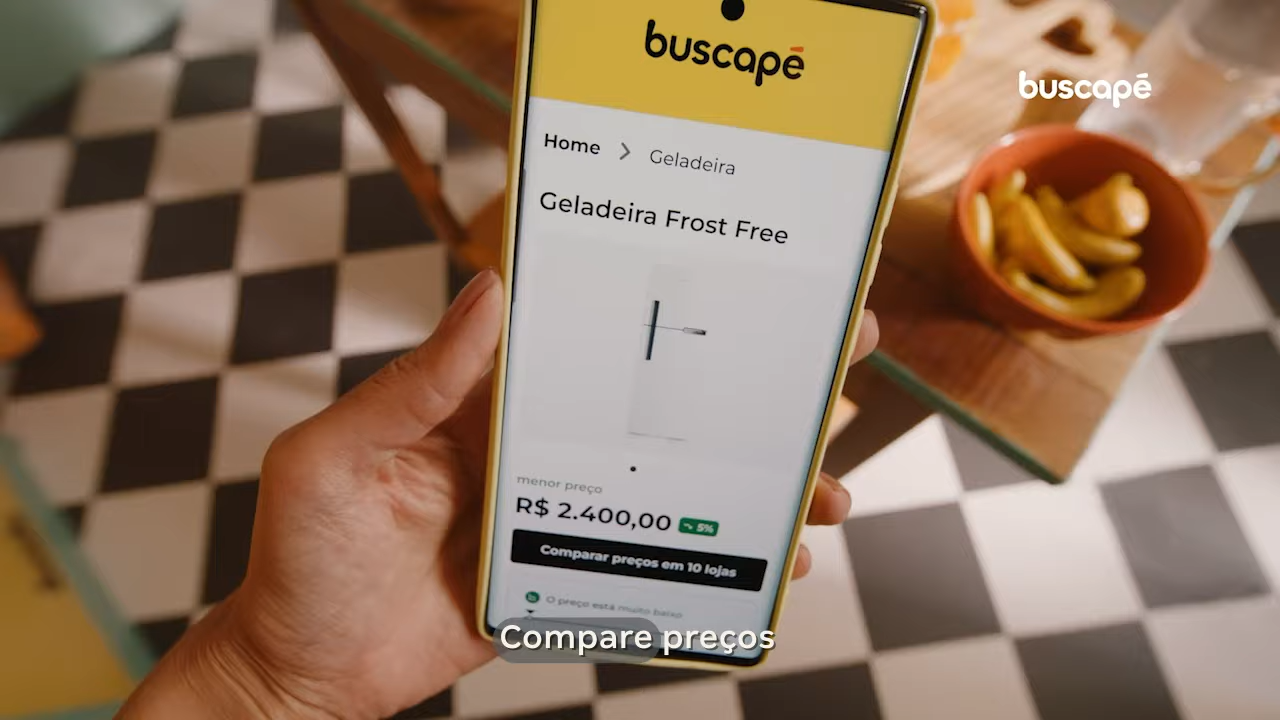 buscapé
buscapé
Home > Geladeira
Geladeira Frost Free
menor preço
R$ 2.400,00 5%
Comparar preços em 10 lojas
O preço está muito baixo
Compare preços